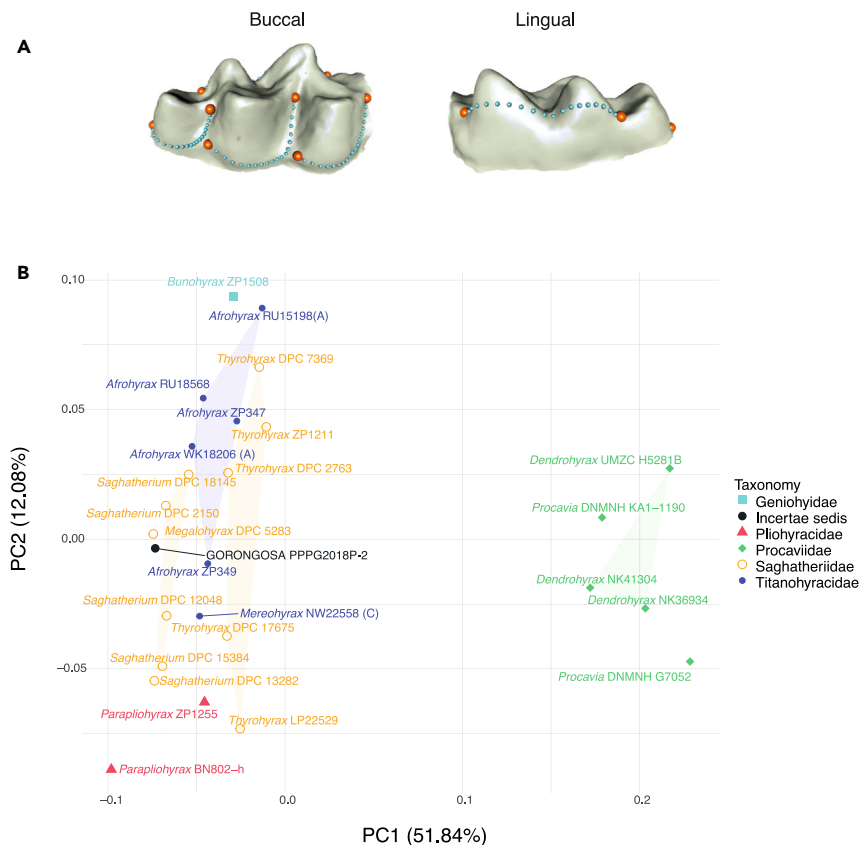 Buccal
Lingual
A
B
PC2 (12.08%)
0.10
0.05
0.00
−0.05
Bunohyrax ZP1508
Afrohyrax RU15198(A)
Thyrohyrax DPC 7369
Afrohyrax RU18568
Afrohyrax ZP347
Thyrohyrax ZP1211
Afrohyrax WK18206 (A)
Thyrohyrax DPC 2763
Saghatherium DPC 18145
Saghatherium DPC 2150
Megalohyrax DPC 5283
GORONGOSA PPPG2018P-2
Afrohyrax ZP349
Saghatherium DPC 12048
Mereohyrax NW22558 (C)
Thyrohyrax DPC 17675
Saghatherium DPC 15384
Saghatherium DPC 13282
Parapliohyrax ZP1255
Thyrohyrax LP22529
Parapliohyrax BN802−h
Dendrohyrax UMZC H5281B
Procavia DNMNH KA1−1190
Dendrohyrax NK41304
Dendrohyrax NK36934
Procavia DNMNH G7052
−0.1
0.0
0.1
0.2
PC1 (51.84%)
Taxonomy
Geniohyidae
Incertae sedis
Pliohyracidae
Procaviidae
Saghatheriidae
Titanohyracidae